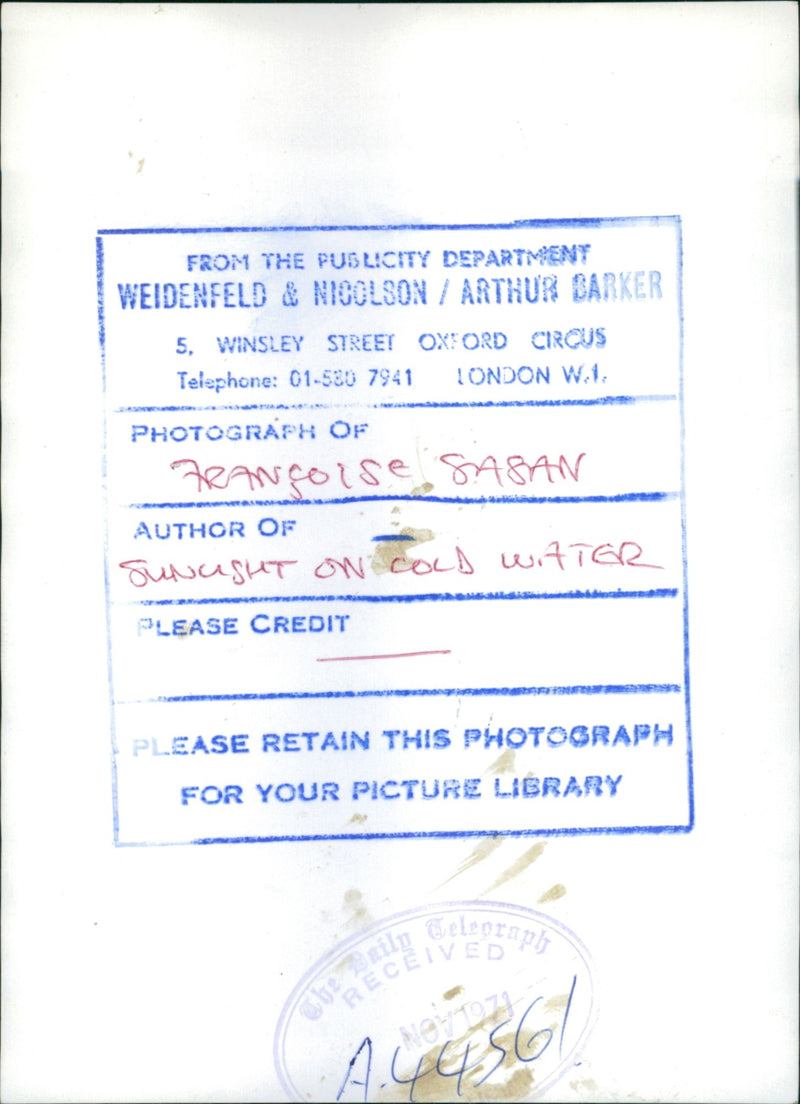 FROM THE PUBLICITY DEPARTMENT
WEIDENFELD & NICOLSON / ARTHUR BARKER
5, WINSLEY STREET OXFORD CIRCUS
Telephone: 01-580 7941 LONDON W.1.
PHOTOGRAPH OF
FRANÇOISE SAGAN
AUTHOR OF
SUNLIGHT ON COLD WATER
PLEASE CREDIT
PLEASE RETAIN THIS PHOTOGRAPH
FOR YOUR PICTURE LIBRARY
The Daily Telegraph
RECEIVED
NOV 1971
A.44561